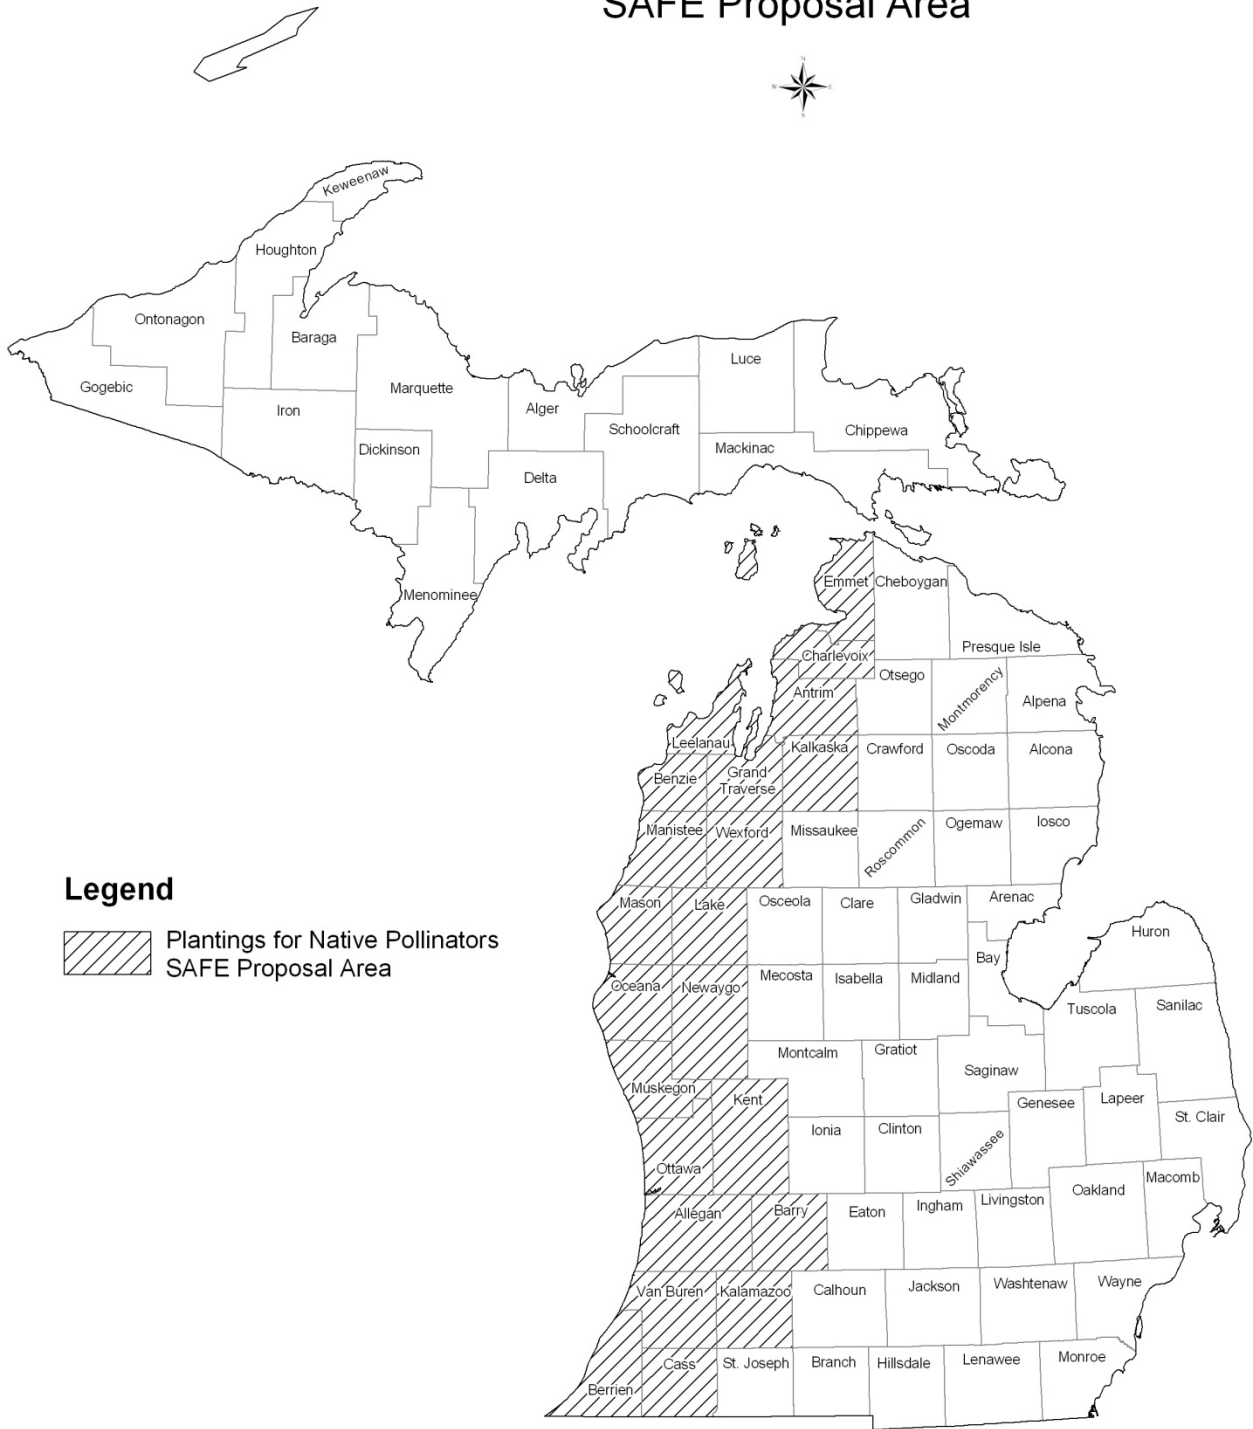 SAFE Proposal Area
N
W
E
S
Keweenaw
Houghton
Ontonagon
Baraga
Gogebic
Marquette
Iron
Dickinson
Alger
Luce
Schoolcraft
Chippewa
Mackinac
Delta
Menominee
Emmet
Cheboygan
Presque Isle
Charlevoix
Otsego
Montmorency
Antrim
Alpena
Leelanau
Kalkaska
Crawford
Oscoda
Alcona
Benzie
Grand
Traverse
Manistee
Wexford
Missaukee
Roscommon
Ogemaw
Iosco
Legend
Plantings for Native Pollinators
SAFE Proposal Area
Mason
Lake
Osceola
Clare
Gladwin
Arenac
Huron
Bay
Oceana
Newaygo
Mecosta
Isabella
Midland
Tuscola
Sanilac
Montcalm
Gratiot
Saginaw
Muskegon
Kent
Genesee
Lapeer
St. Clair
Ionia
Clinton
Shiawassee
Ottawa
Oakland
Macomb
Allegan
Barry
Eaton
Ingham
Livingston
Van Buren
Kalamazoo
Calhoun
Jackson
Washtenaw
Wayne
Berrien
Cass
St. Joseph
Branch
Hillsdale
Lenawee
Monroe